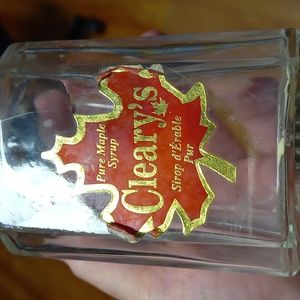 Pure Maple
Syrup
Cleary's
Sirop d'Érable
Pur